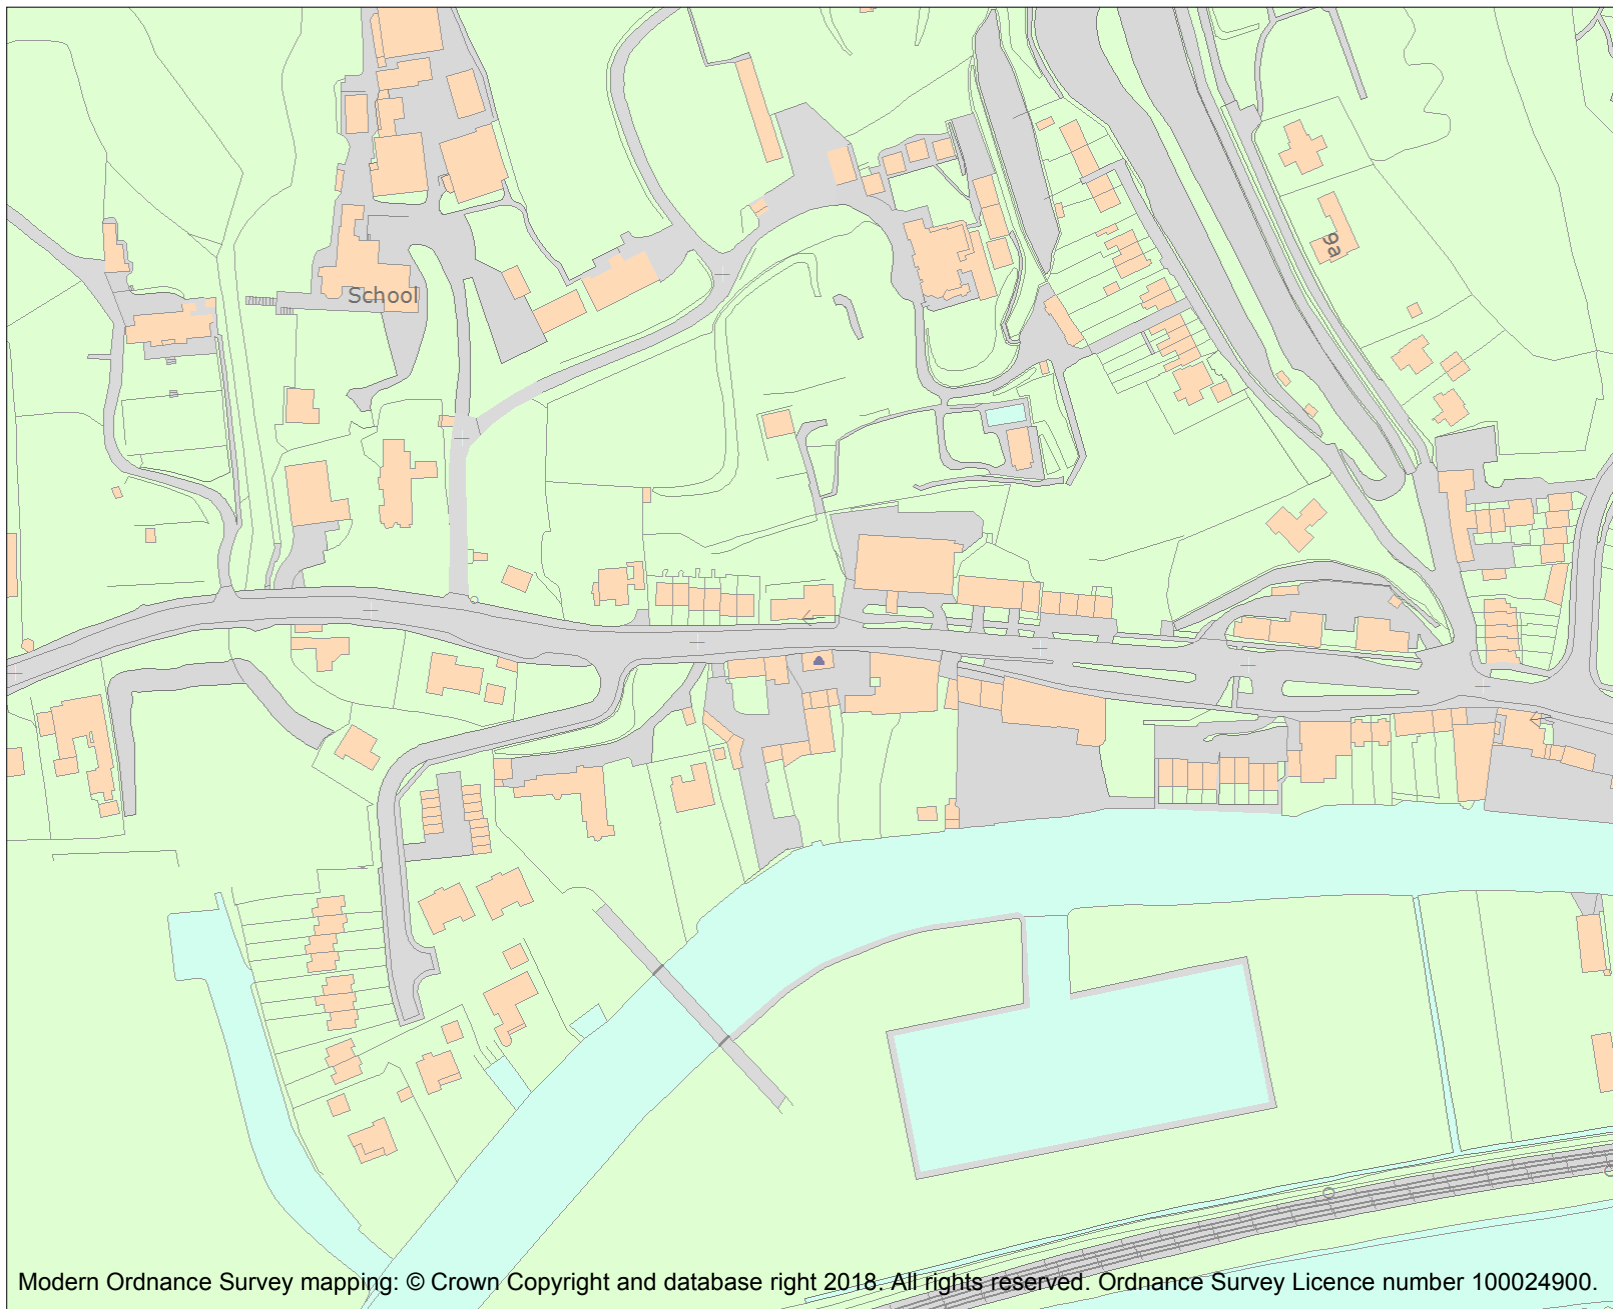 9a
School
Modern Ordnance Survey mapping: © Crown Copyright and database right 2018. All rights reserved. Ordnance Survey Licence number 100024900.